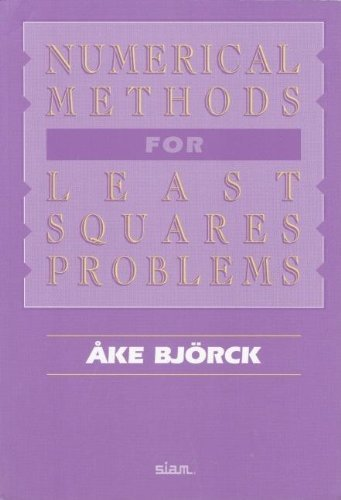 NUMERICAL
METHODS
FOR
LEAST
SQUARES
PROBLEMS
ÅKE BJÖRCK
siam.